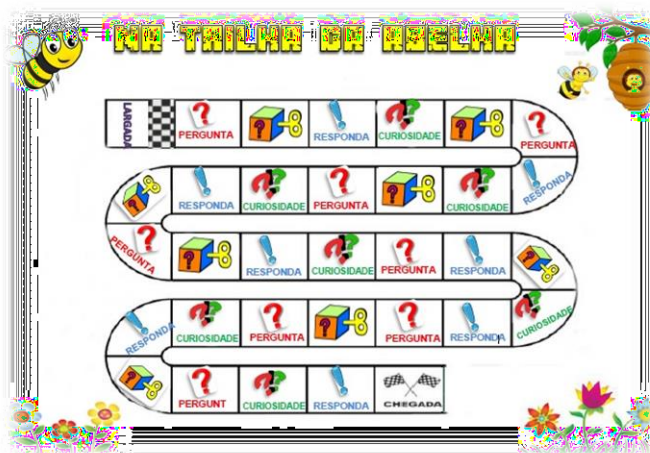 NA TRILHA DA ABELHA
LARGADA PERGUNTA RESPONDA CURIOSIDADE PERGUNTA
RESPONDA
RESPONDA CURIOSIDADE PERGUNTA CURIOSIDADE
PERGUNTA RESPONDA CURIOSIDADE PERGUNTA RESPONDA
RESPONDA CURIOSIDADE PERGUNTA PERGUNTA RESPONDA CURIOSIDADE
PERGUNT CURIOSIDADE RESPONDA CHEGADA